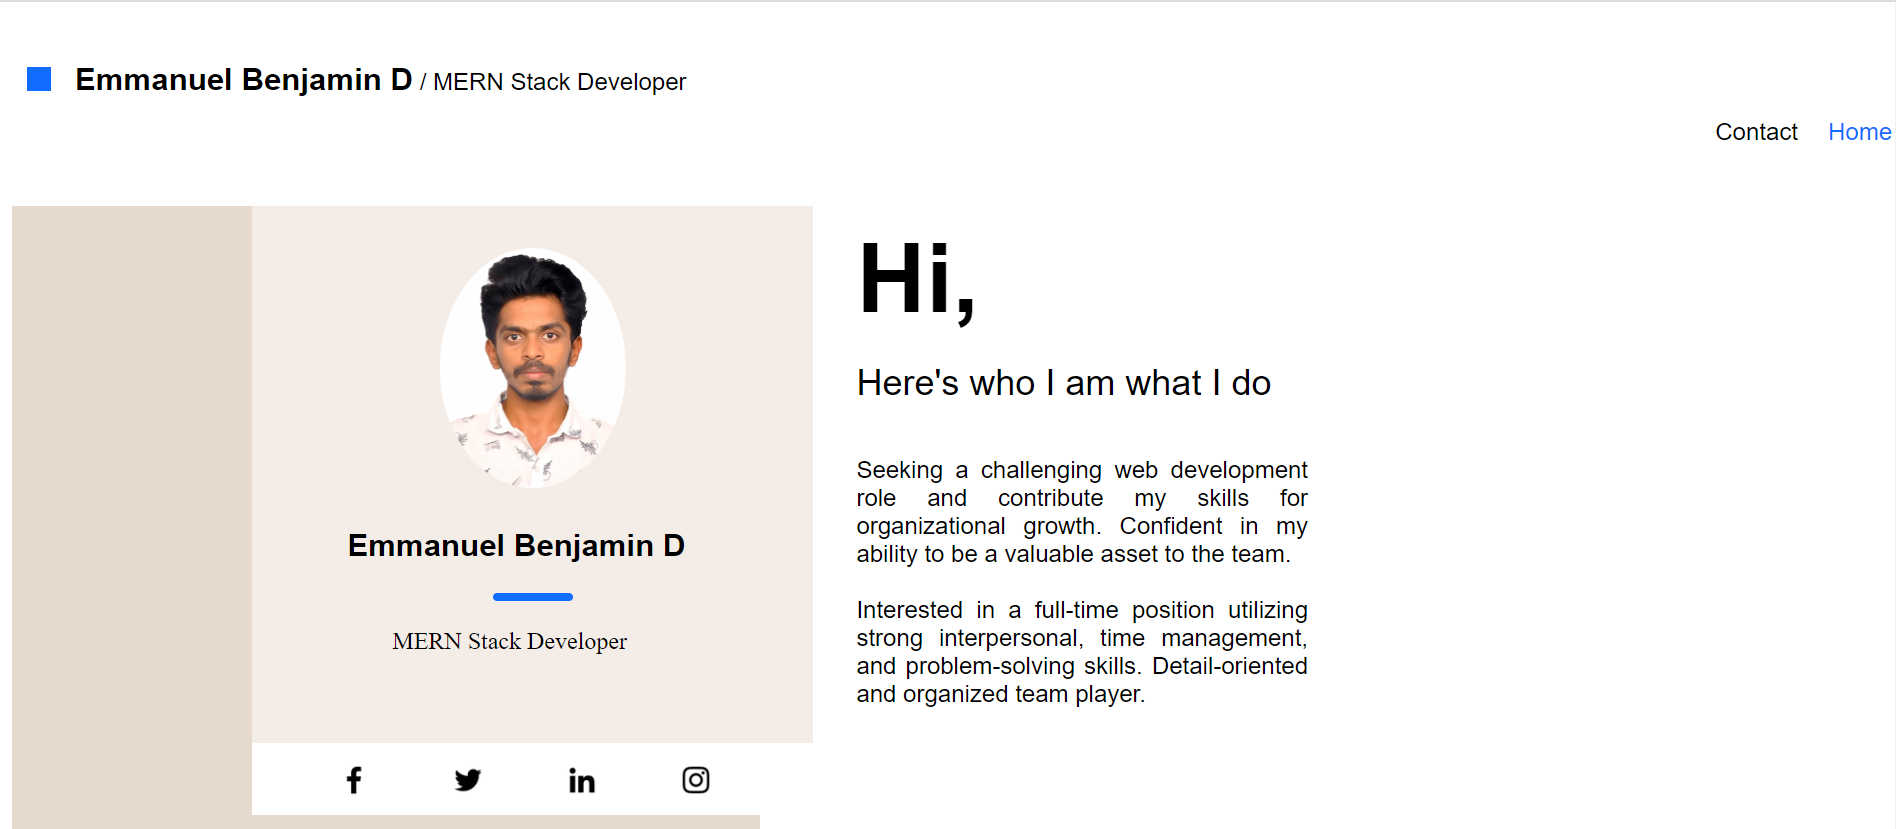 Emmanuel Benjamin D / MERN Stack Developer
Contact Home
Emmanuel Benjamin D
MERN Stack Developer
Hi,
Here's who I am what I do
Seeking a challenging web development
role and contribute my skills for
organizational growth. Confident in my
ability to be a valuable asset to the team.
Interested in a full-time position utilizing
strong interpersonal, time management,
and problem-solving skills. Detail-oriented
and organized team player.